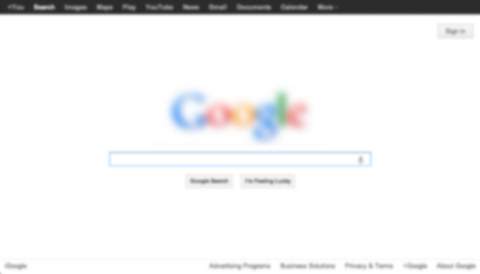 +You Search Images Maps Play YouTube News Gmail Documents Calendar More
Sign in
Google
Google Search I'm Feeling Lucky
Google Advertising Programs Business Solutions Privacy & Terms +Google About Google